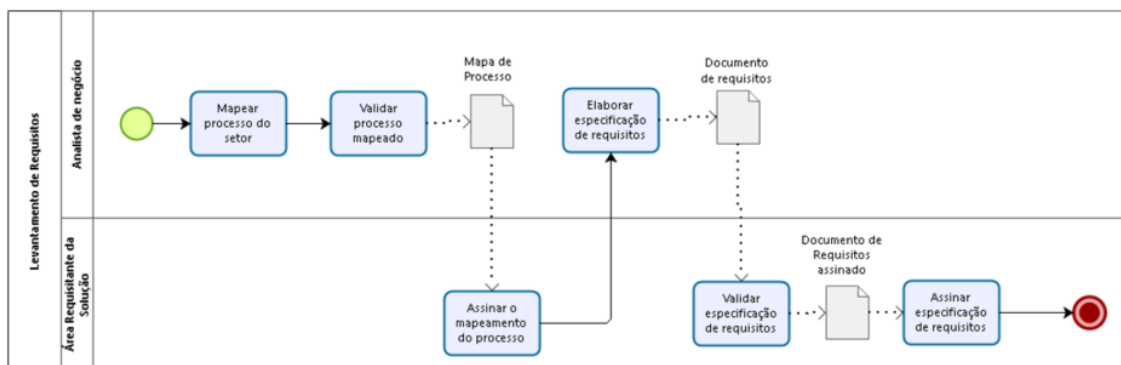 Levantamento de Requisitos
Analista de negócio
Mapear
processo do
setor
Validar
processo
mapeado
Mapa de
Processo
Elaborar
especificação
de requisitos
Documento
de requisitos
Área Requisitante da
Solução
Assinar o
mapeamento
do processo
Validar
especificação
de requisitos
Documento de
Requisitos
assinado
Assinar
especificação
de requisitos